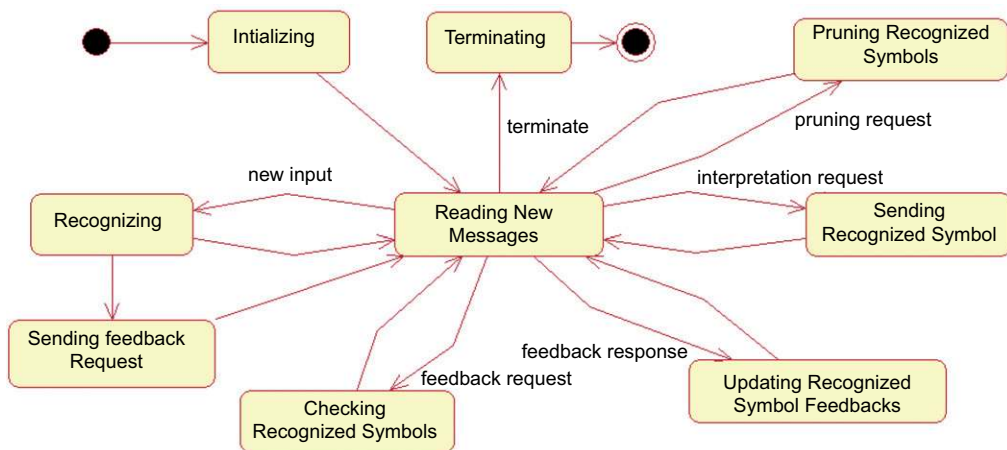 Intializing
Terminating
Pruning Recognized
Symbols
terminate
pruning request
new input
interpretation request
Recognizing
Reading New
Messages
Sending
Recognized Symbol
Sending feedback
Request
feedback response
feedback request
Updating Recognized
Symbol Feedbacks
Checking
Recognized Symbols